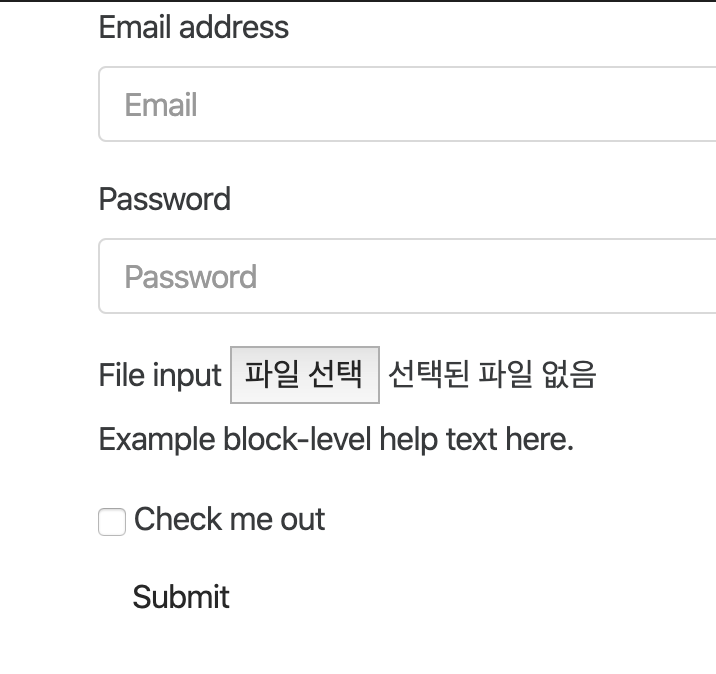 Email address
Email
Password
Password
File input 파일 선택 선택된 파일 없음
Example block-level help text here.
Check me out
Submit